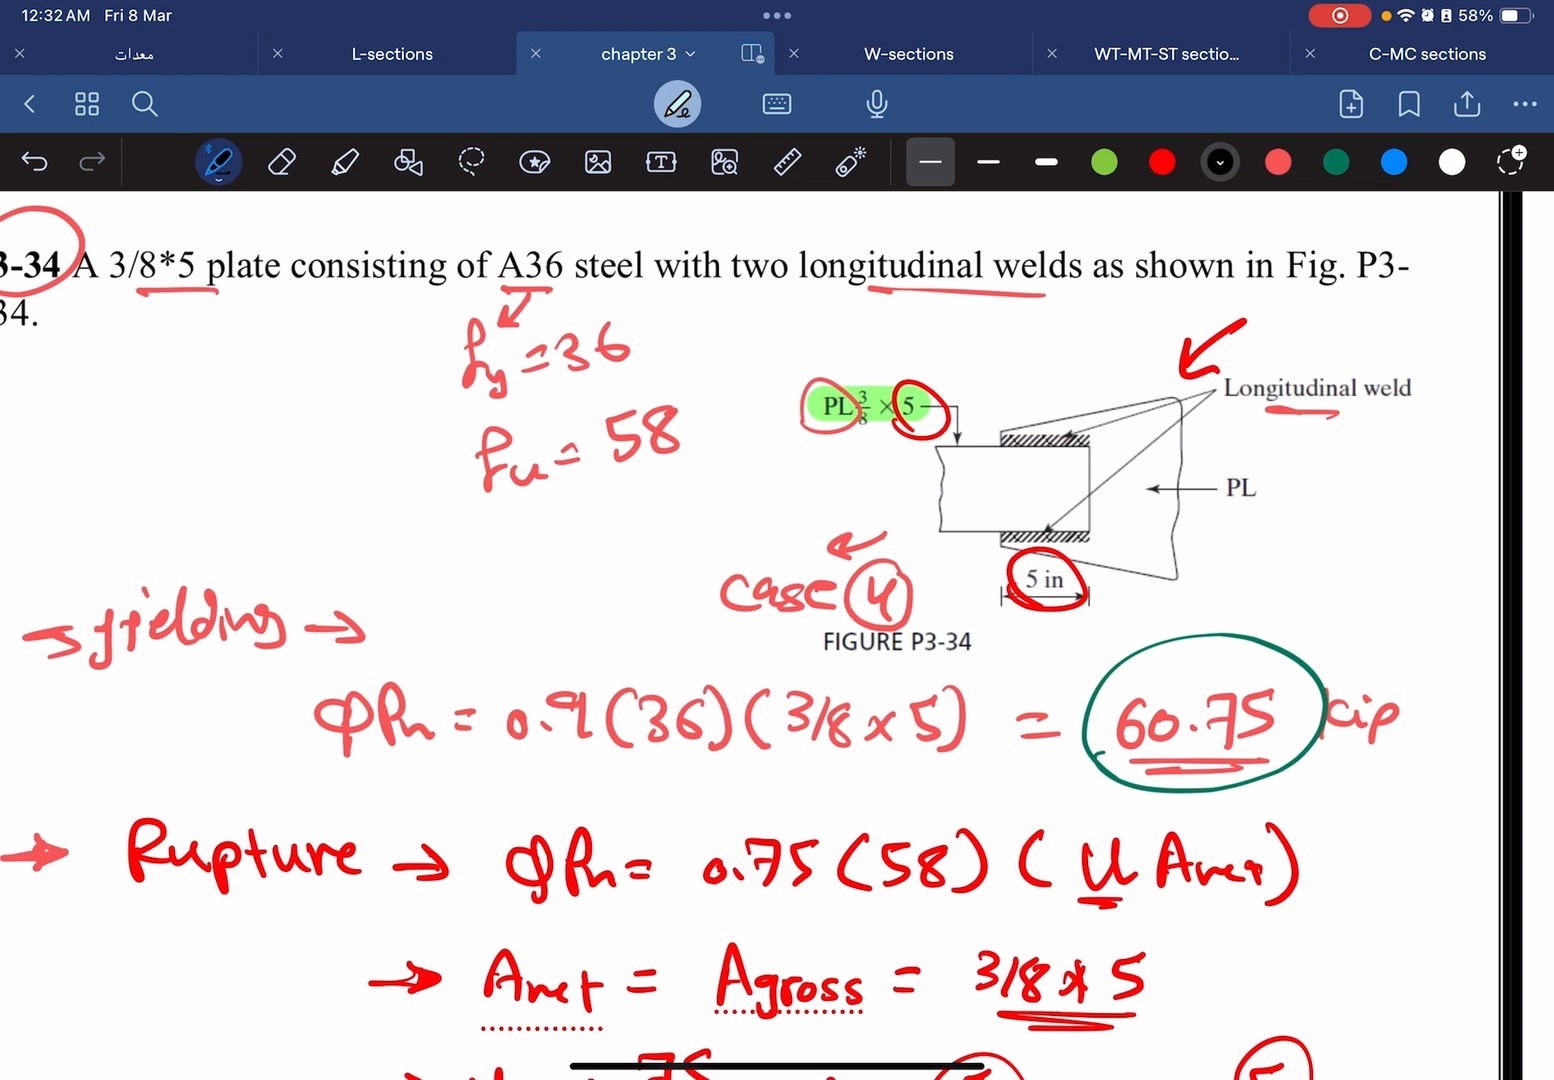 12:32 AM Fri 8 Mar
58%
معدات
L-sections
chapter 3
W-sections
WT-MT-ST sectio...
C-MC sections
3-34 A 3/8*5 plate consisting of A36 steel with two longitudinal welds as shown in Fig. P3-
34.
fy = 36
fu = 58
PL 3/8 × 5
Longitudinal weld
PL
5 in
case 4
FIGURE P3-34
→ yielding →
φPn = 0.9(36)(3/8 x 5) = 60.75 kip
→ Rupture → φPn = 0.75(58)(U Anet)
→ Anet = Agross = 3/8 * 5